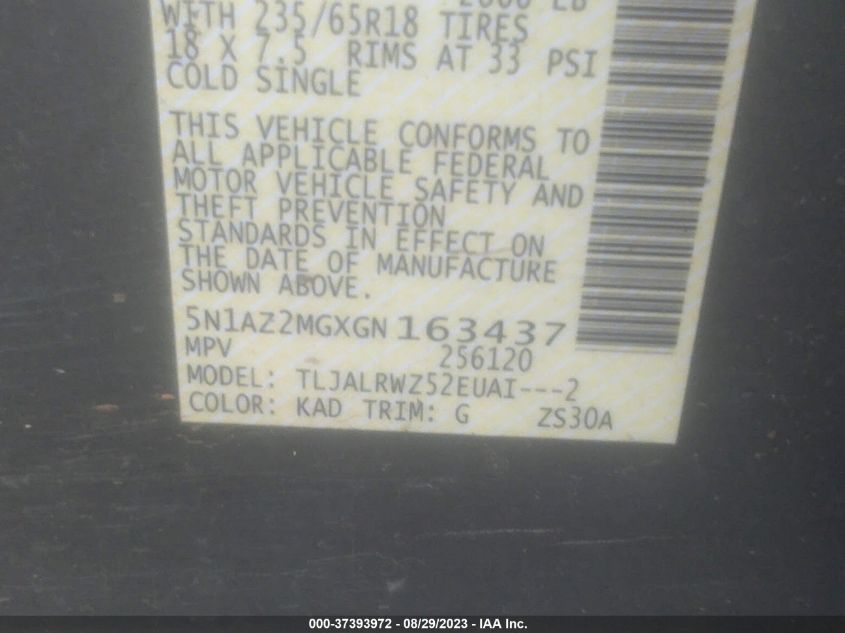 WITH 235/65R18 TIRES
18 X 7.5 RIMS AT 33 PSI
COLD SINGLE
THIS VEHICLE CONFORMS TO
ALL APPLICABLE FEDERAL
MOTOR VEHICLE SAFETY AND
THEFT PREVENTION
STANDARDS IN EFFECT ON
THE DATE OF MANUFACTURE
SHOWN ABOVE.
5N1AZ2MGXGN163437
MPV 256120
MODEL: TLJALRWZ52EUAI---2
COLOR: KAD TRIM: G ZS30A
000-37393972 - 08/29/2023 - IAA Inc.